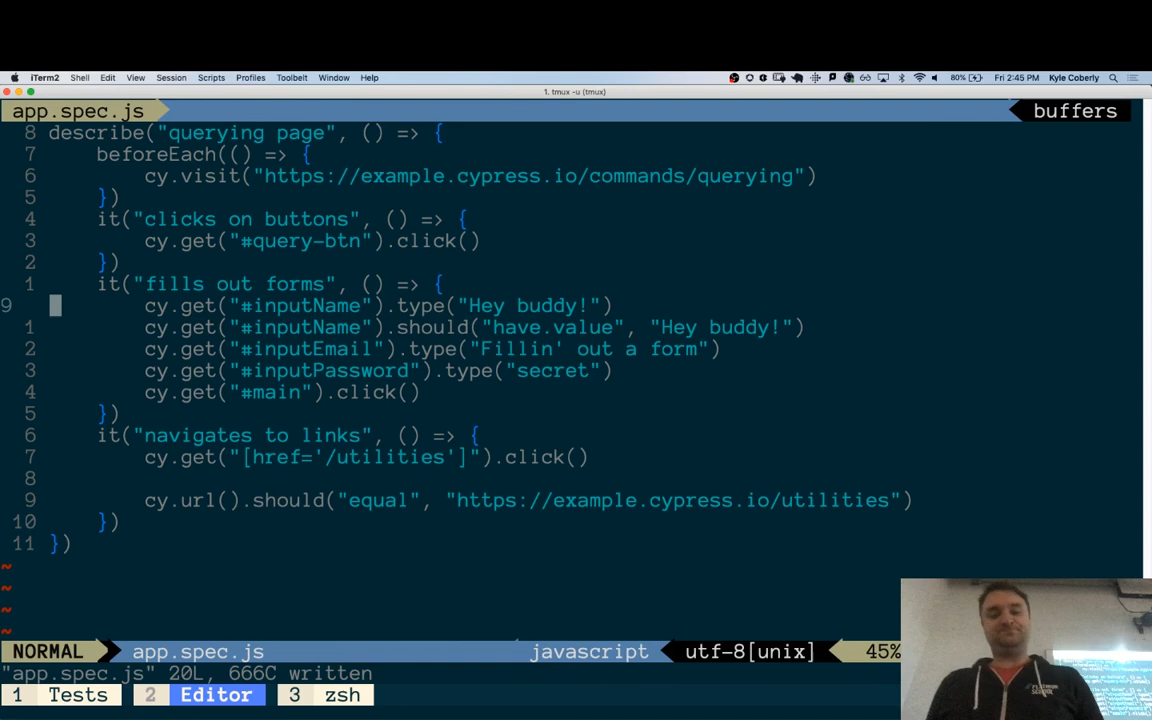 iTerm2 Shell Edit View Session Scripts Profiles Toolbelt Window Help 80% Fri 2:45 PM Kyle Coberly
1. tmux -u (tmux)
app.spec.js buffers
8 describe("querying page", () => {
7 beforeEach(() => {
6 cy.visit("https://example.cypress.io/commands/querying")
5 })
4 it("clicks on buttons", () => {
3 cy.get("#query-btn").click()
2 })
1 it("fills out forms", () => {
9 cy.get("#inputName").type("Hey buddy!")
1 cy.get("#inputName").should("have.value", "Hey buddy!")
2 cy.get("#inputEmail").type("Fillin' out a form")
3 cy.get("#inputPassword").type("secret")
4 cy.get("#main").click()
5 })
6 it("navigates to links", () => {
7 cy.get("[href='/utilities']").click()
8
9 cy.url().should("equal", "https://example.cypress.io/utilities")
10 })
11 })
~
~
~
~
NORMAL app.spec.js javascript utf-8[unix] 45%
"app.spec.js" 20L, 666C written
1 Tests 2 Editor 3 zsh